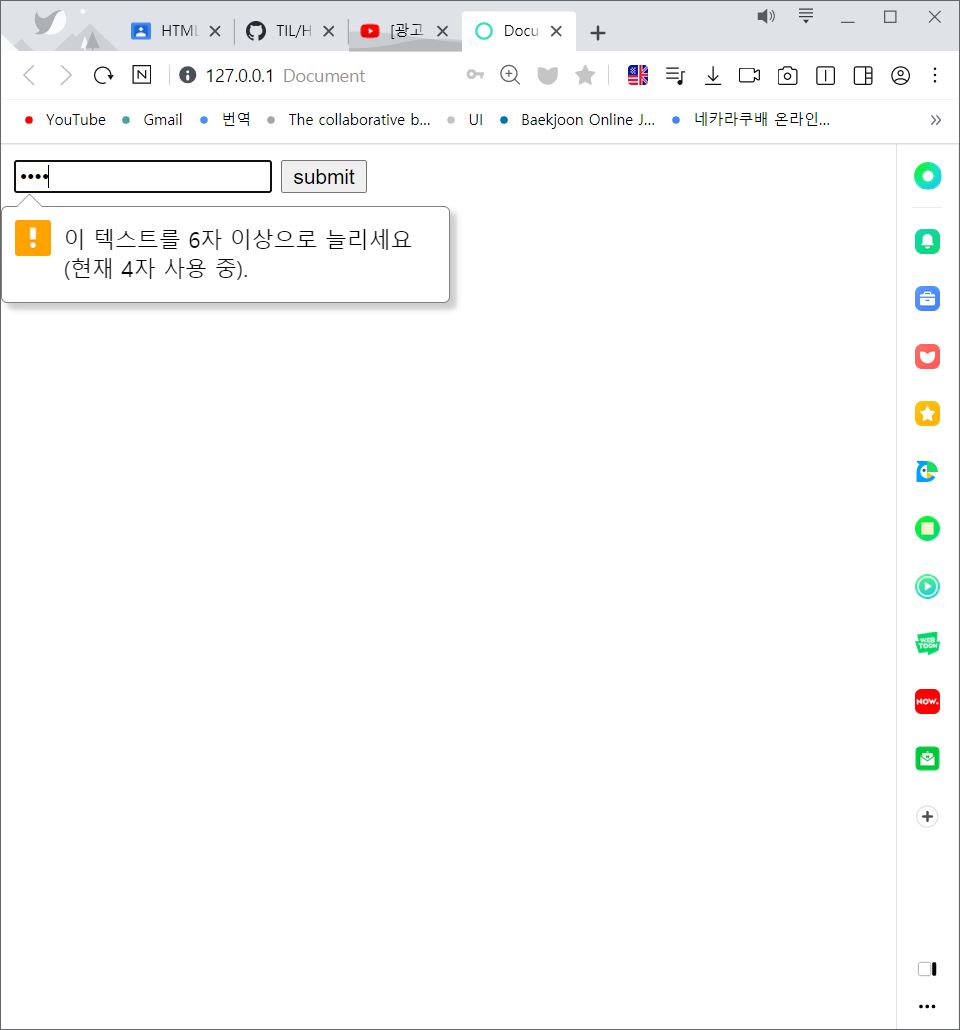 HTML
TIL/H
[광고
Docu
N
127.0.0.1 Document
YouTube
Gmail
번역
The collaborative b...
UI
Baekjoon Online J...
네카라쿠배 온라인...
•••• submit
이 텍스트를 6자 이상으로 늘리세요
(현재 4자 사용 중).
WEB
TOON
NOW.